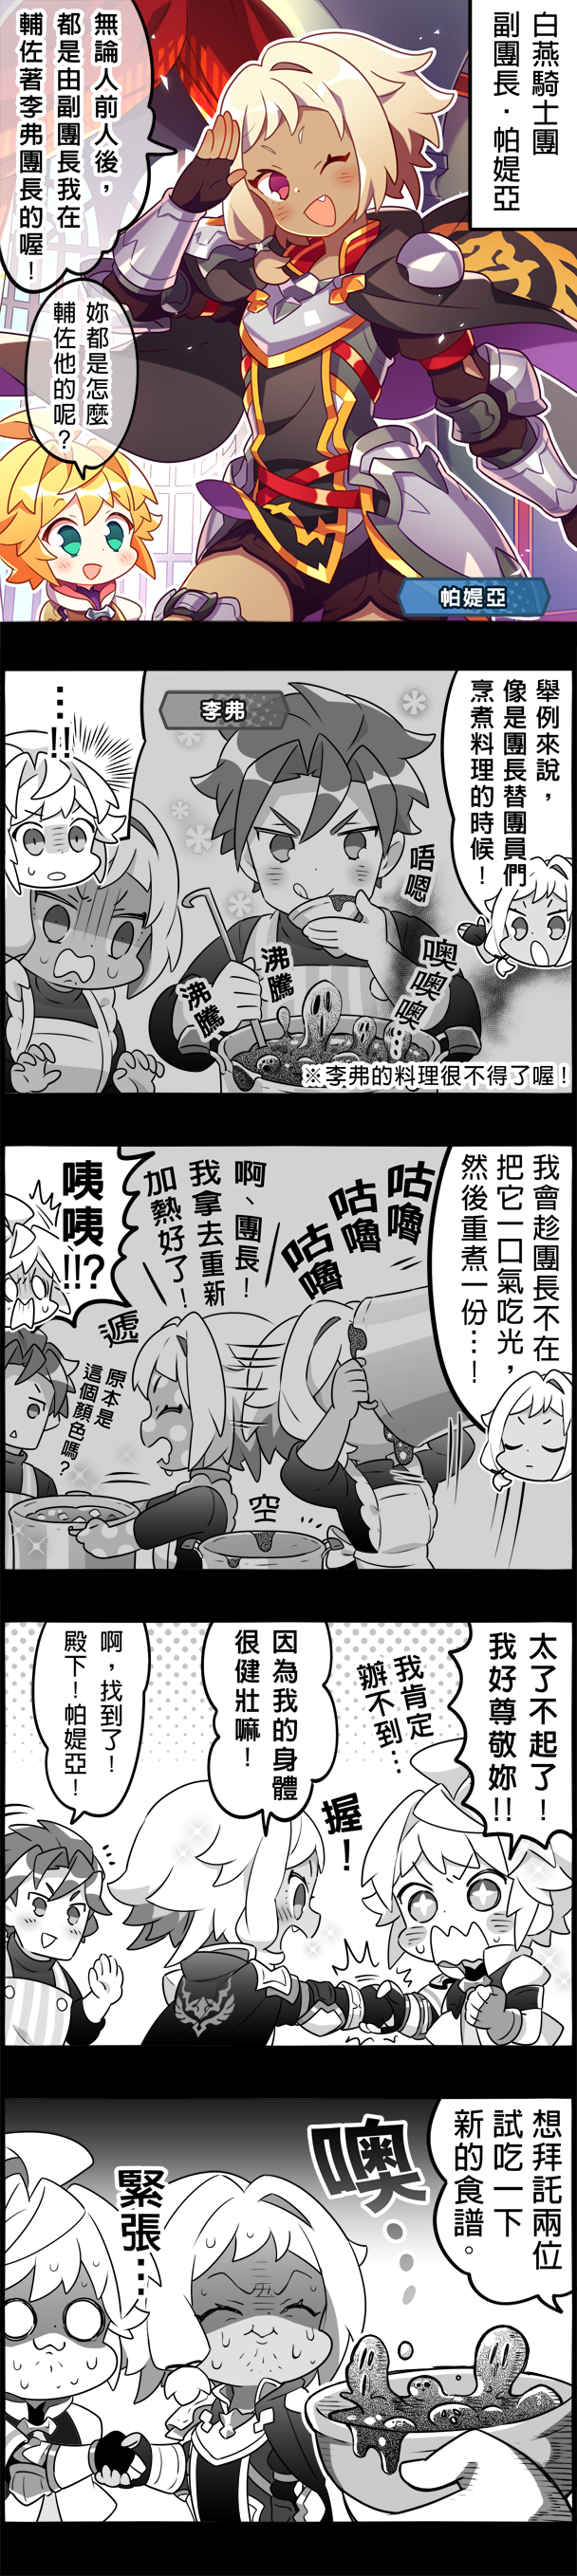 白燕騎士團
副團長・帕媞亞
無論人前人後，
都是由副團長我在
輔佐著李弗團長的喔！
妳都是怎麼
輔佐他的呢？
帕媞亞
舉例來說，
像是團長替團員們
烹煮料理的時候！
李弗
唔嗯
噢噢噢…
沸騰
沸騰
…!!
※李弗的料理很不得了喔！
我會趁團長不在
把它一口氣吃光，
然後重煮一份…！
咕嚕
咕嚕
咕嚕
空
啊、團長！
我拿去重新
加熱好了！
遞
原本是
這個顏色嗎？
咦
咦!!?
太了不起了！
我好尊敬妳!!
我肯定
辦不到…
握！
因為我的身體
很健壯嘛！
啊，找到了！
殿下！帕媞亞！
想拜託兩位
試吃一下
新的食譜。
噢…
緊張…